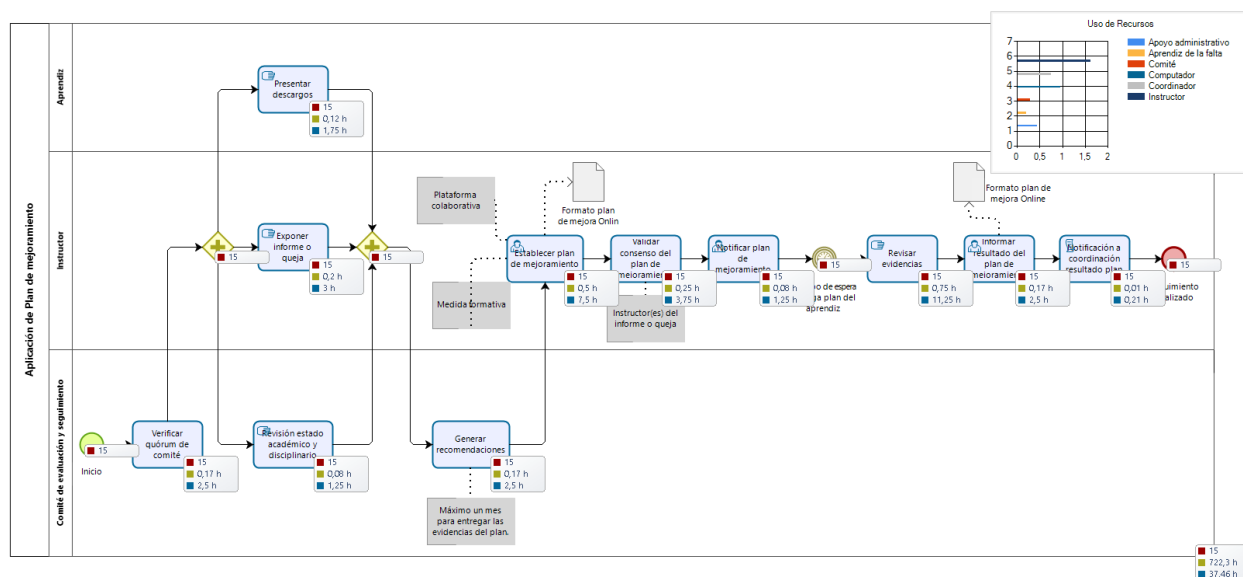 Aplicación de Plan de mejoramiento
Aprendiz
Instructor
Comité de evaluación y seguimiento
Uso de Recursos
7
6
5
4
3
2
1
0
0
0,5
1
1,5
2
Apoyo administrativo
Aprendiz de la falta
Comité
Computador
Coordinador
Instructor
Presentar
descargos
15
0,12 h
1,75 h
15
Exponer
informe o
queja
15
0,2 h
3 h
15
Plataforma
colaborativa
Medida formativa
Formato plan
de mejora Onlin
Establecer plan
de mejoramiento
15
0,5 h
7,5 h
Validar
consenso del
plan de
mejoramiento
15
0,25 h
3,75 h
Instructor(es) del
informe o queja
Notificar plan
de
mejoramiento
15
0,08 h
1,25 h
15
de espera
plan del
aprendiz
Revisar
evidencias
15
0,75 h
11,25 h
Formato plan de
mejora Online
Informar
resultado del
plan de
mejoramiento
15
0,17 h
2,5 h
Notificación a
coordinación
resultado plan
15
0,01 h
0,21 h
15
Inicio
15
Verificar
quórum de
comité
15
0,17 h
2,5 h
Revisión estado
académico y
disciplinario
15
0,08 h
1,25 h
Generar
recomendaciones
15
0,17 h
2,5 h
Máximo un mes
para entregar las
evidencias del plan.
15
722,3 h
37,46 h